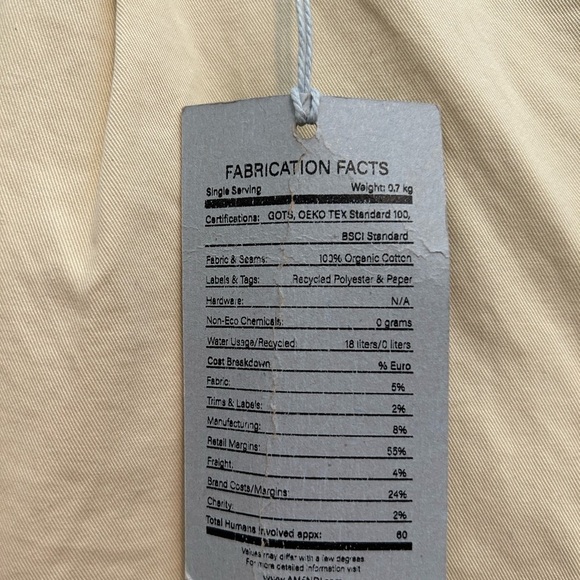 FABRICATION FACTS
Single Serving Weight: 0.7 kg
Certifications: GOTS, OEKO TEX Standard 100,
BSCI Standard
Fabric & Seams: 100% Organic Cotton
Labels & Tags: Recycled Polyester & Paper
Hardware: N/A
Non-Eco Chemicals: 0 grams
Water Usage/Recycled: 18 liters/0 liters
Cost Breakdown % Euro
Fabric: 5%
Trims & Labels: 2%
Manufacturing: 8%
Retail Margins: 55%
Freight: 4%
Brand Costs/Margins: 24%
Charity: 2%
Total Humans Involved appx: 60
Values may differ with a few degrees
For more detailed information visit